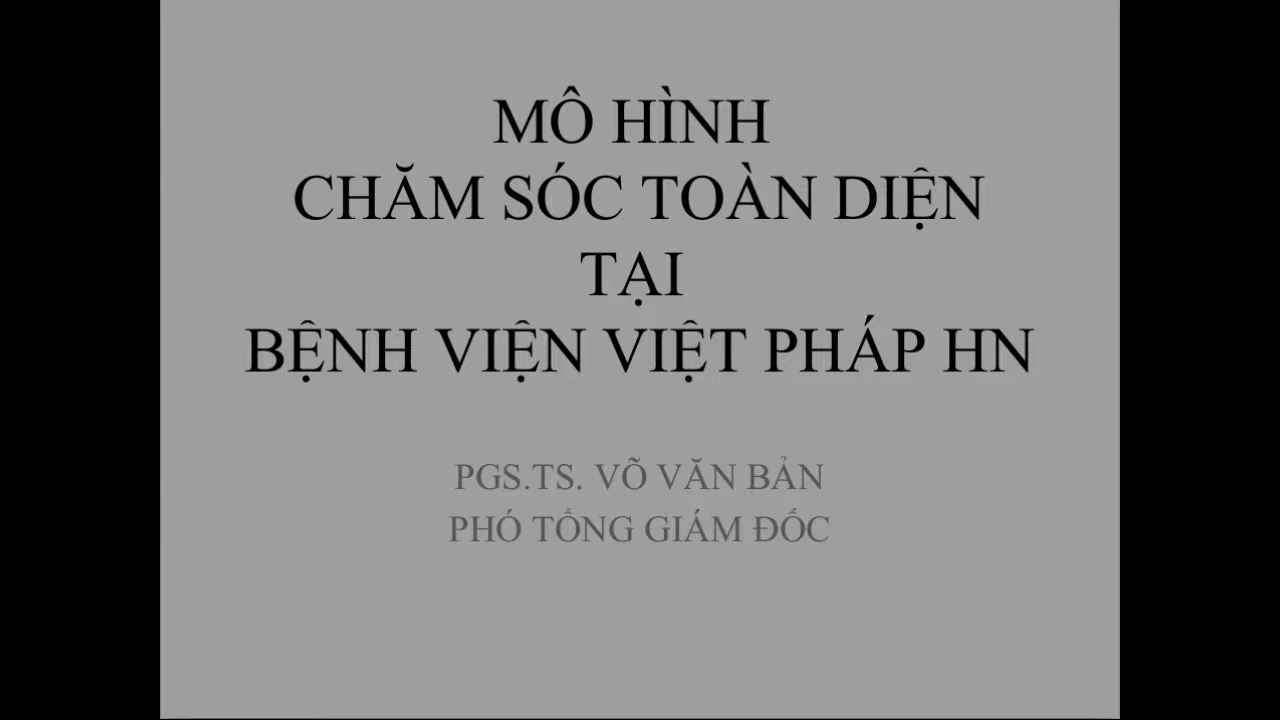 MÔ HÌNH
CHĂM SÓC TOÀN DIỆN
TẠI
BỆNH VIỆN VIỆT PHÁP HN
PGS.TS. VÕ VĂN BẢN
PHÓ TỔNG GIÁM ĐỐC